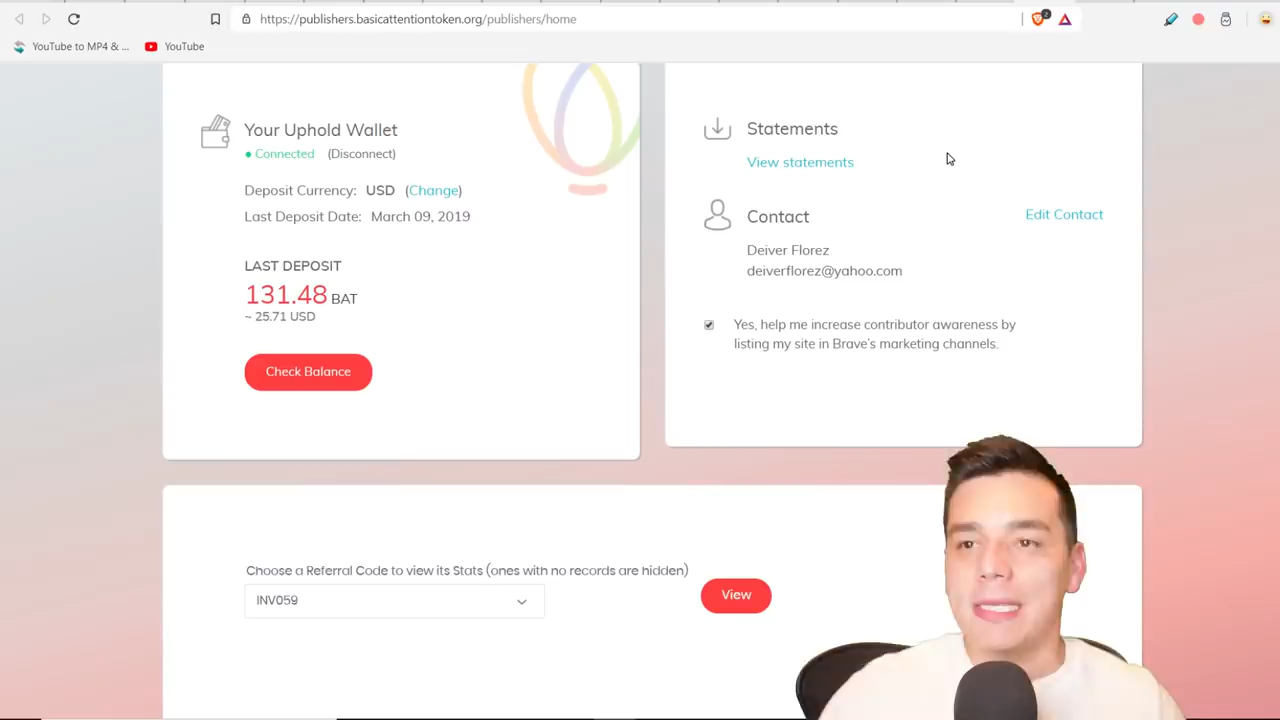 https://publishers.basicattentiontoken.org/publishers/home
2
YouTube to MP4 & ...
YouTube
Your Uphold Wallet
Connected (Disconnect)
Deposit Currency: USD (Change)
Last Deposit Date: March 09, 2019
LAST DEPOSIT
131.48 BAT
~ 25.71 USD
Check Balance
Statements
View statements
Contact
Edit Contact
Deiver Florez
deiverflorez@yahoo.com
Yes, help me increase contributor awareness by
listing my site in Brave's marketing channels.
Choose a Referral Code to view its Stats (ones with no records are hidden)
INV059
View